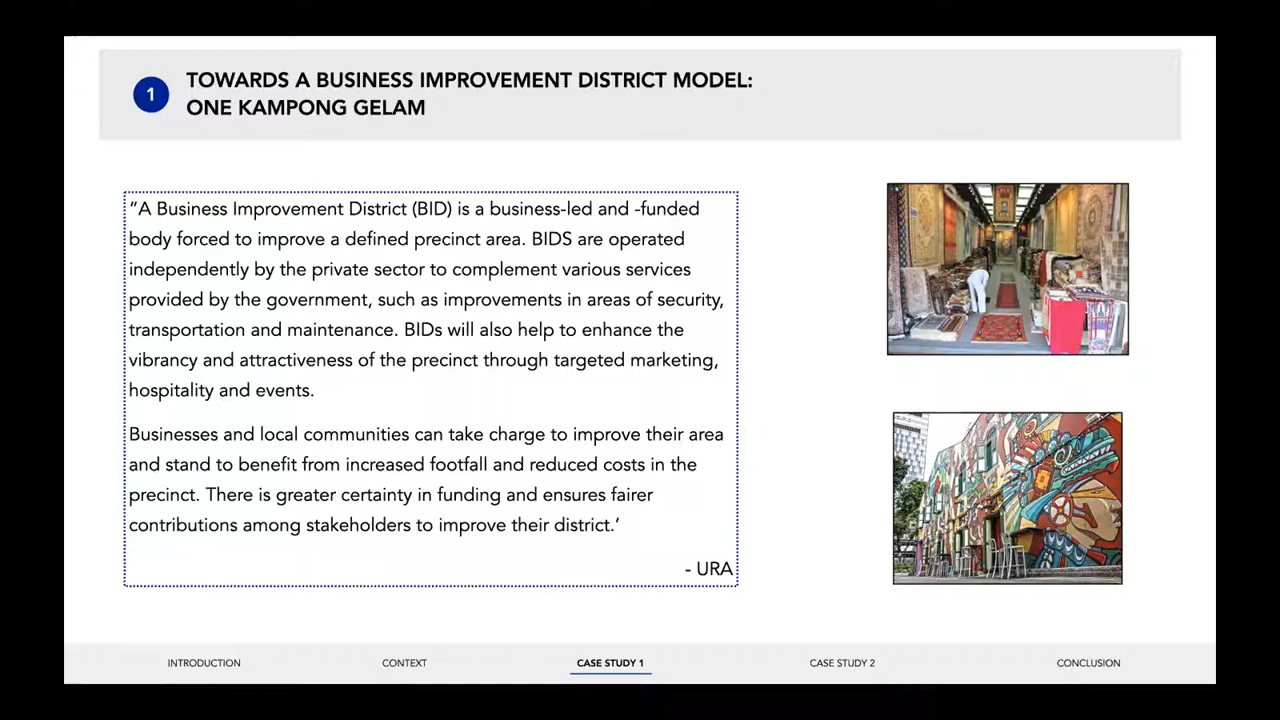 1
TOWARDS A BUSINESS IMPROVEMENT DISTRICT MODEL:
ONE KAMPONG GELAM
"A Business Improvement District (BID) is a business-led and -funded
body forced to improve a defined precinct area. BIDS are operated
independently by the private sector to complement various services
provided by the government, such as improvements in areas of security,
transportation and maintenance. BIDs will also help to enhance the
vibrancy and attractiveness of the precinct through targeted marketing,
hospitality and events.
Businesses and local communities can take charge to improve their area
and stand to benefit from increased footfall and reduced costs in the
precinct. There is greater certainty in funding and ensures fairer
contributions among stakeholders to improve their district.'
- URA
INTRODUCTION
CONTEXT
CASE STUDY 1
CASE STUDY 2
CONCLUSION